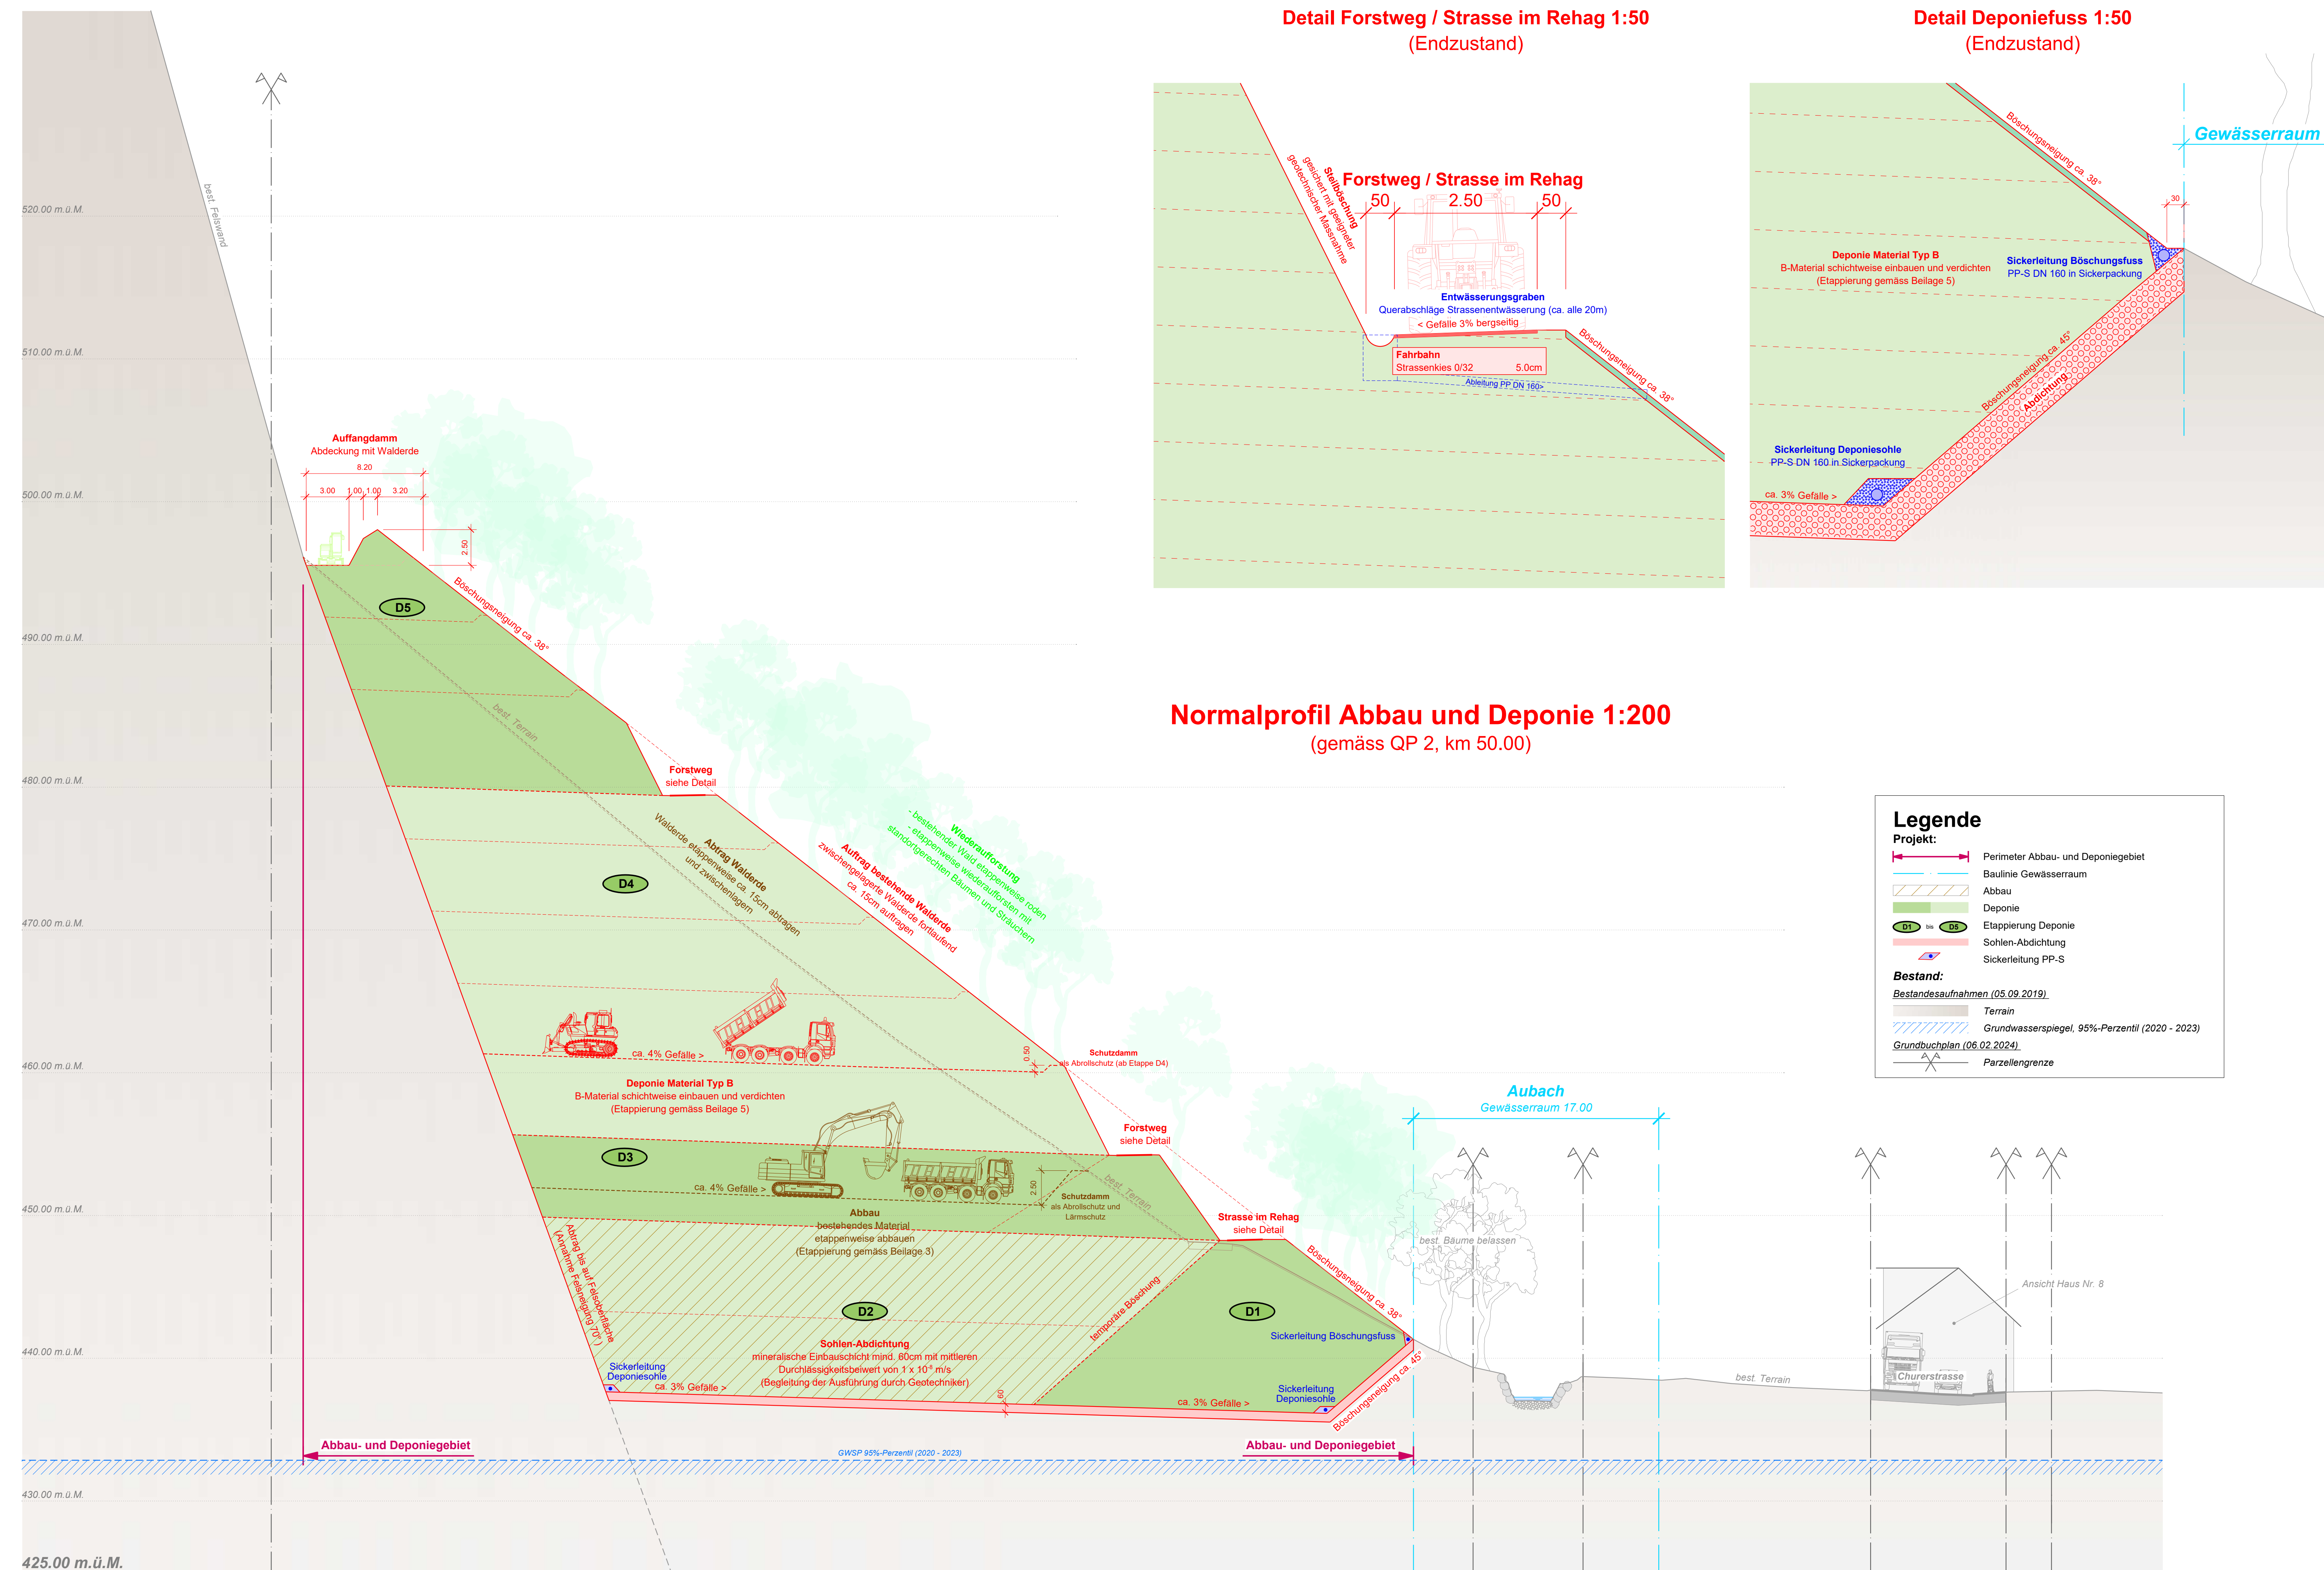 Detail Forstweg / Strasse im Rehag 1:50
(Endzustand)
Steilböschung
gesichert mit geeigneter
geotechnischer Massnahme
Forstweg / Strasse im Rehag
50
2.50
50
Entwässerungsgraben
Querabschläge Strassenentwässerung (ca. alle 20m)
< Gefälle 3% bergseitig
Fahrbahn
Strassenkies 0/32 5.0cm
Ableitung PP DN 160>
Böschungsneigung ca. 38°
Detail Deponiefuss 1:50
(Endzustand)
Böschungsneigung ca. 38°
Gewässerraum
30
Deponie Material Typ B
B-Material schichtweise einbauen und verdichten
(Etappierung gemäss Beilage 5)
Sickerleitung Böschungsfuss
PP-S DN 160 in Sickerpackung
Böschungsneigung ca. 45°
Abdichtung
Sickerleitung Deponiesohle
PP-S DN 160 in Sickerpackung
ca. 3% Gefälle >
Normalprofil Abbau und Deponie 1:200
(gemäss QP 2, km 50.00)
520.00 m.ü.M.
510.00 m.ü.M.
500.00 m.ü.M.
490.00 m.ü.M.
480.00 m.ü.M.
470.00 m.ü.M.
460.00 m.ü.M.
450.00 m.ü.M.
440.00 m.ü.M.
430.00 m.ü.M.
425.00 m.ü.M.
best. Felswand
Auffangdamm
Abdeckung mit Walderde
8.20
3.00
1.00
1.00
3.20
2.50
D5
Böschungsneigung ca. 38°
best. Terrain
Forstweg
siehe Detail
Abtrag Walderde
Walderde etappenweise ca. 15cm abtragen
und zwischenlagern
Auftrag bestehende Walderde
zwischengelagerte Walderde fortlaufend
ca. 15cm auftragen
Wiederaufforstung
- bestehender Wald etappenweise roden
- etappenweise wiederaufforsten mit
standortgerechten Bäumen und Sträuchern
D4
ca. 4% Gefälle >
0.50
Schutzdamm
als Abrollschutz (ab Etappe D4)
Deponie Material Typ B
B-Material schichtweise einbauen und verdichten
(Etappierung gemäss Beilage 5)
Forstweg
siehe Detail
D3
ca. 4% Gefälle >
2.50
Schutzdamm
als Abrollschutz und
Lärmschutz
best. Terrain
Abbau
bestehendes Material
etappenweise abbauen
(Etappierung gemäss Beilage 3)
Strasse im Rehag
siehe Detail
Abtrag bis auf Felsoberfläche
(Annahme Felsneigung 70°)
temporäre Böschung
Böschungsneigung ca. 38°
D2
D1
Sickerleitung Böschungsfuss
Sohlen-Abdichtung
mineralische Einbauschicht mind. 60cm mit mittleren
Durchlässigkeitsbeiwert von 1 x 10⁻⁸ m/s
(Begleitung der Ausführung durch Geotechniker)
Sickerleitung
Deponiesohle
ca. 3% Gefälle >
60
ca. 3% Gefälle >
Sickerleitung
Deponiesohle
Böschungsneigung ca. 45°
Abbau- und Deponiegebiet
GWSP 95%-Perzentil (2020 - 2023)
Abbau- und Deponiegebiet
Aubach
Gewässerraum 17.00
best. Bäume belassen
best. Terrain
Ansicht Haus Nr. 8
Churerstrasse
Legende
Projekt:
Perimeter Abbau- und Deponiegebiet
Baulinie Gewässerraum
Abbau
Deponie
D1 bis D5 Etappierung Deponie
Sohlen-Abdichtung
Sickerleitung PP-S
Bestand:
Bestandesaufnahmen (05.09.2019)
Terrain
Grundwasserspiegel, 95%-Perzentil (2020 - 2023)
Grundbuchplan (06.02.2024)
Parzellengrenze